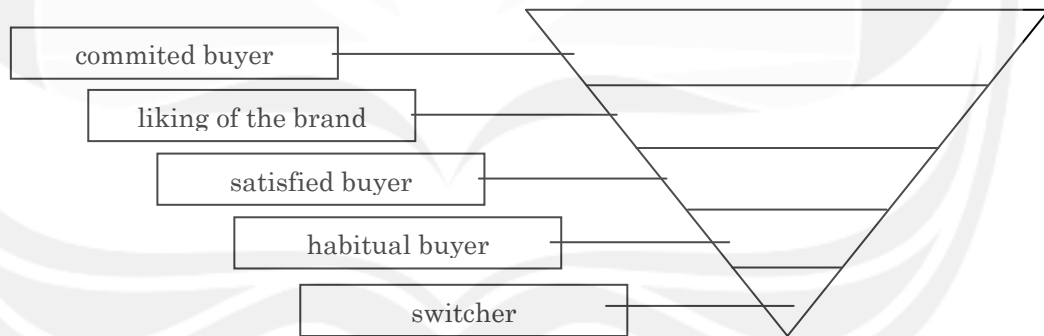 commited buyer
liking of the brand
satisfied buyer
habitual buyer
switcher